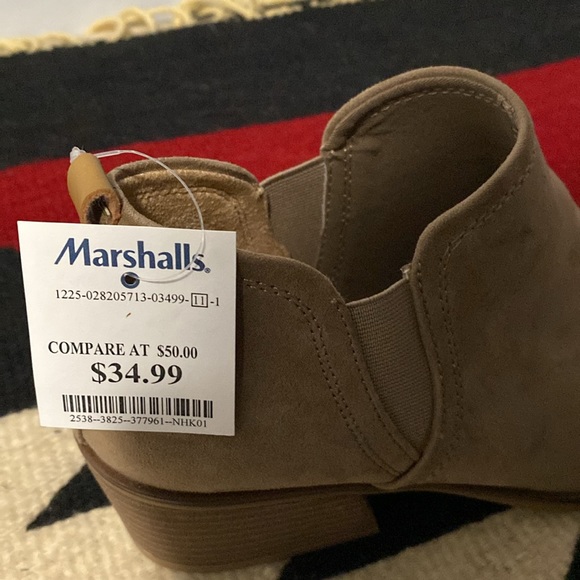 Marshalls.
1225-028205713-03499-11-1
COMPARE AT $50.00
$34.99
2538--3825--377961--NHK01